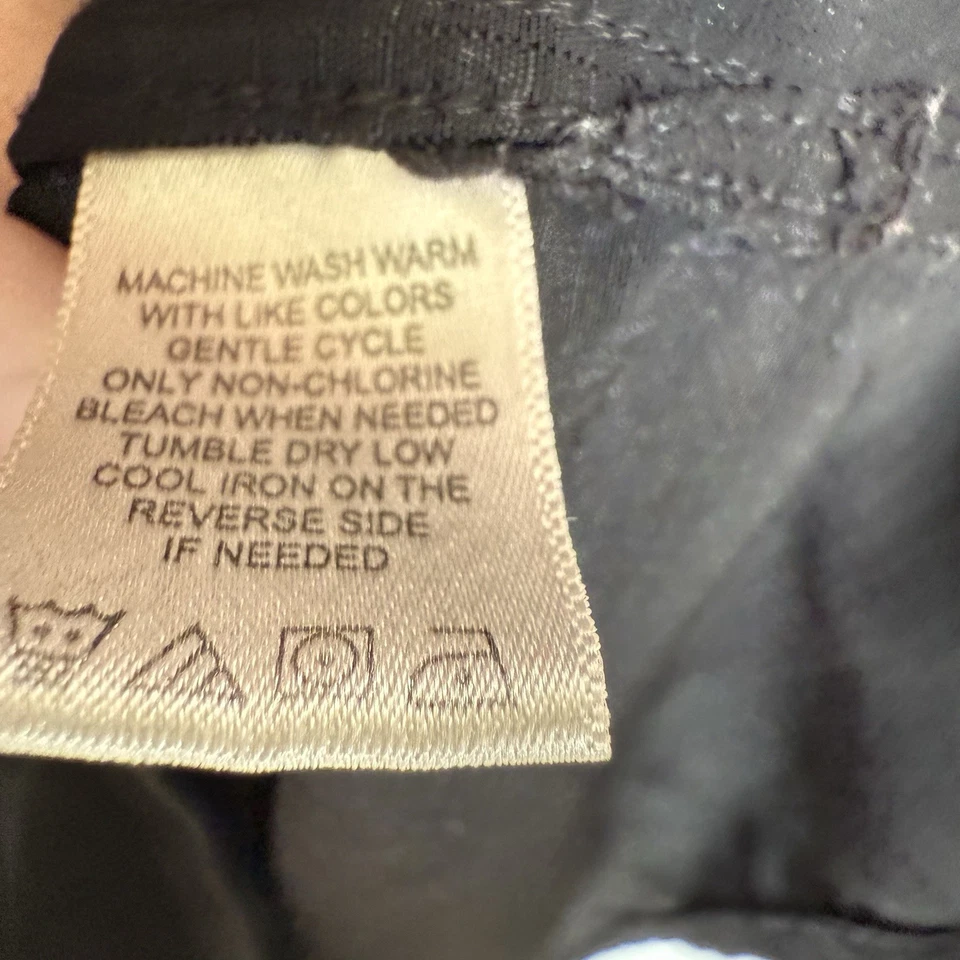 MACHINE WASH WARM
WITH LIKE COLORS
GENTLE CYCLE
ONLY NON-CHLORINE
BLEACH WHEN NEEDED
TUMBLE DRY LOW
COOL IRON ON THE
REVERSE SIDE
IF NEEDED